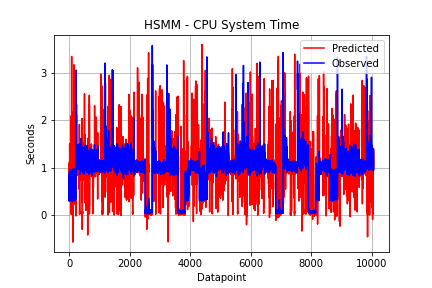 HSMM - CPU System Time
Predicted
Observed
3
2
1
0
Seconds
0 2000 4000 6000 8000 10000
Datapoint